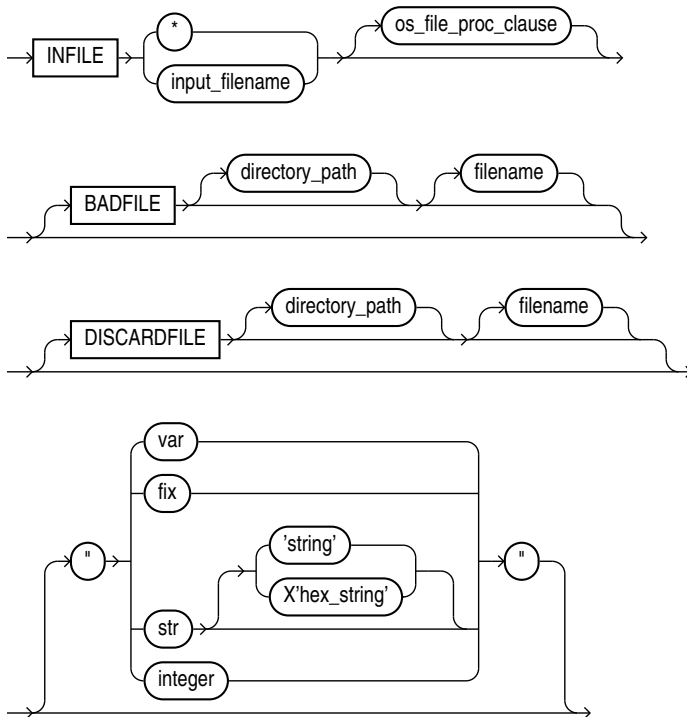 os_file_proc_clause
*
INFILE
input_filename
directory_path filename
BADFILE
directory_path filename
DISCARDFILE
var
fix
'string'
" "
X'hex_string'
str
integer